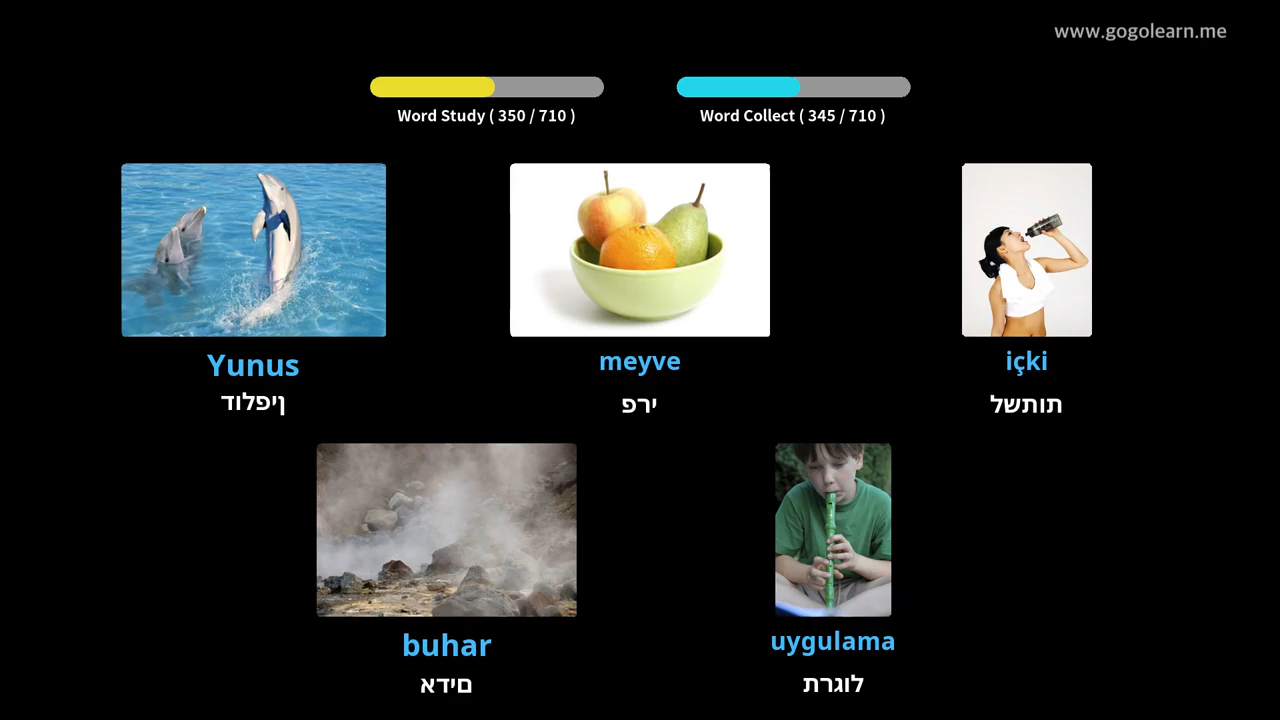 www.gogolearn.me
Word Study ( 350 / 710 )
Word Collect ( 345 / 710 )
Yunus
ןיפלוד
meyve
ירפ
içki
תותשל
buhar
םידא
uygulama
לוגרת